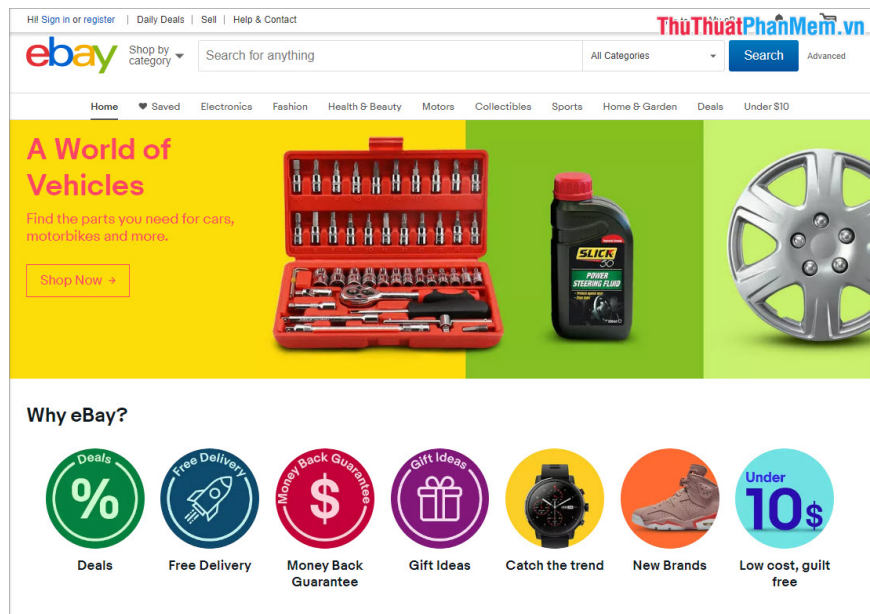 Hi! Sign in or register | Daily Deals | Sell | Help & Contact
ThuThuatPhanMem.vn
ebay
Shop by
category
Search for anything
All Categories
Search
Advanced
Home Saved Electronics Fashion Health & Beauty Motors Collectibles Sports Home & Garden Deals Under $10
A World of
Vehicles
Find the parts you need for cars,
motorbikes and more.
Shop Now →
SLICK
50
POWER
STEERING FLUID
Why eBay?
Deals
%
Free Delivery
Money Back Guarantee
$
Gift Ideas
Under
10$
Deals
Free Delivery
Money Back
Guarantee
Gift Ideas
Catch the trend
New Brands
Low cost, guilt
free